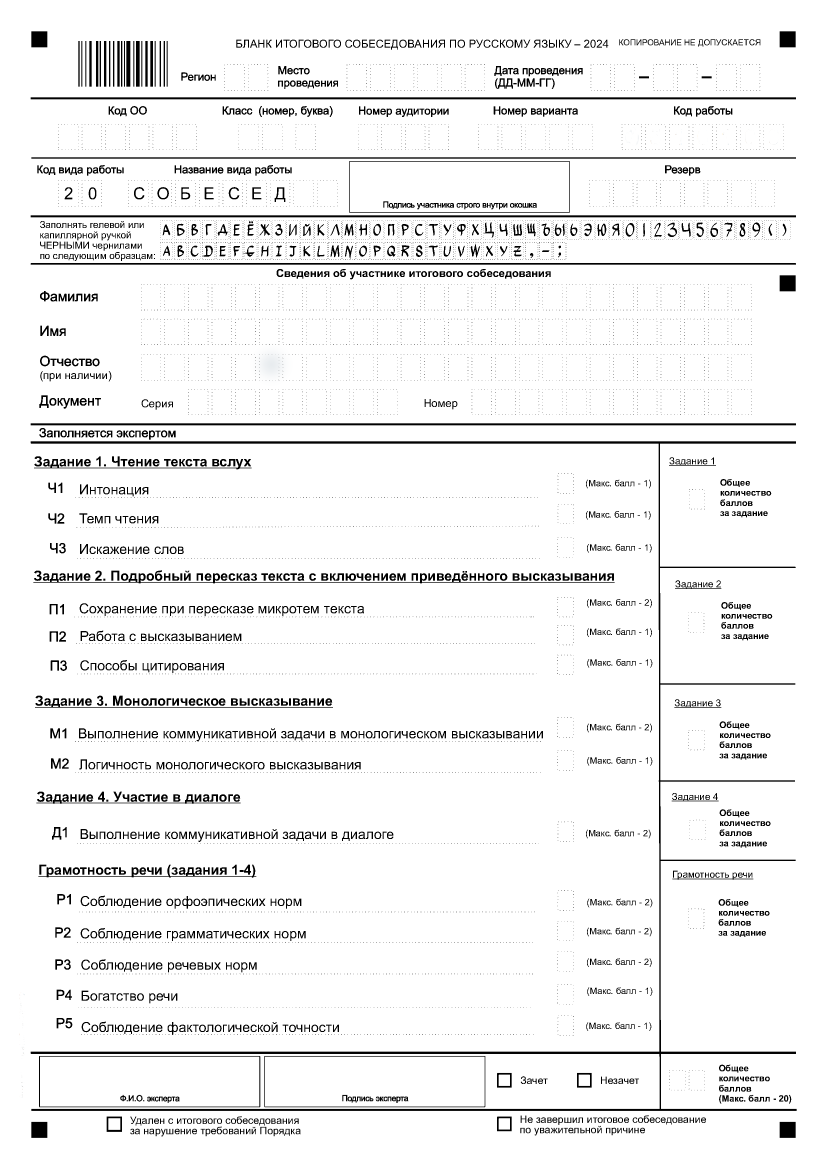 БЛАНК ИТОГОВОГО СОБЕСЕДОВАНИЯ ПО РУССКОМУ ЯЗЫКУ – 2024 КОПИРОВАНИЕ НЕ ДОПУСКАЕТСЯ
Регион Место проведения Дата проведения (ДД-ММ-ГГ) – –
Код ОО Класс (номер, буква) Номер аудитории Номер варианта Код работы
Код вида работы Название вида работы Резерв
20 СОБЕСЕД
Подпись участника строго внутри окошка
Заполнять гелевой или
капиллярной ручкой
ЧЕРНЫМИ чернилами
по следующим образцам:
АБВГДЕЁЖЗИЙКЛМНОПРСТУФХЦЧШЩЪЫЬЭЮЯ0123456789()
ABCDEFGHIJKLMNOPQRSTUVWXYZ,-;
Сведения об участнике итогового собеседования
Фамилия
Имя
Отчество
(при наличии)
Документ Серия Номер
Заполняется экспертом
Задание 1. Чтение текста вслух
Ч1 Интонация (Макс. балл - 1)
Ч2 Темп чтения (Макс. балл - 1)
Ч3 Искажение слов (Макс. балл - 1)
Задание 1
Общее
количество
баллов
за задание
Задание 2. Подробный пересказ текста с включением приведённого высказывания
П1 Сохранение при пересказе микротем текста (Макс. балл - 2)
П2 Работа с высказыванием (Макс. балл - 1)
П3 Способы цитирования (Макс. балл - 1)
Задание 2
Общее
количество
баллов
за задание
Задание 3. Монологическое высказывание
М1 Выполнение коммуникативной задачи в монологическом высказывании (Макс. балл - 2)
М2 Логичность монологического высказывания (Макс. балл - 1)
Задание 3
Общее
количество
баллов
за задание
Задание 4. Участие в диалоге
Д1 Выполнение коммуникативной задачи в диалоге (Макс. балл - 2)
Задание 4
Общее
количество
баллов
за задание
Грамотность речи (задания 1-4)
Р1 Соблюдение орфоэпических норм (Макс. балл - 2)
Р2 Соблюдение грамматических норм (Макс. балл - 2)
Р3 Соблюдение речевых норм (Макс. балл - 2)
Р4 Богатство речи (Макс. балл - 1)
Р5 Соблюдение фактологической точности (Макс. балл - 1)
Грамотность речи
Общее
количество
баллов
за задание
Ф.И.О. эксперта Подпись эксперта Зачет Незачет
Общее
количество
баллов
(Макс. балл - 20)
Удален с итогового собеседования
за нарушение требований Порядка
Не завершил итоговое собеседование
по уважительной причине